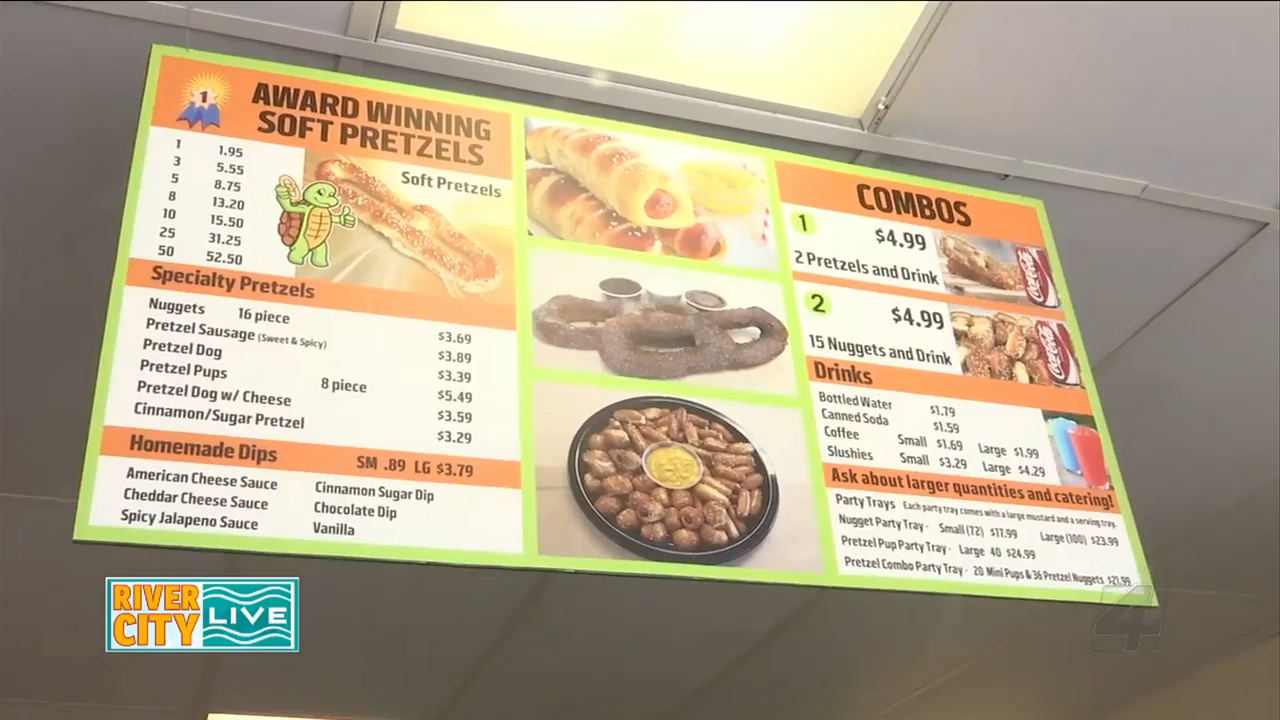 1
AWARD WINNING
SOFT PRETZELS
Soft Pretzels
1 1.95
3 5.55
5 8.75
8 13.20
10 15.50
25 31.25
50 52.50
Specialty Pretzels
Nuggets 16 piece $3.69
Pretzel Sausage (Sweet & Spicy) $3.89
Pretzel Dog $3.39
Pretzel Pups 8 piece $5.49
Pretzel Dog w/ Cheese $3.59
Cinnamon/Sugar Pretzel $3.29
Homemade Dips SM .89 LG $3.79
American Cheese Sauce Cinnamon Sugar Dip
Cheddar Cheese Sauce Chocolate Dip
Spicy Jalapeno Sauce Vanilla
COMBOS
1 $4.99
2 Pretzels and Drink
Coca-Cola
2 $4.99
15 Nuggets and Drink
Coca-Cola
Drinks
Bottled Water $1.79
Canned Soda $1.59
Coffee Small $1.69 Large $1.99
Slushies Small $3.29 Large $4.29
Ask about larger quantities and catering!
Party Trays Each party tray comes with a large mustard and a serving tray.
Nugget Party Tray - Small (72) $17.99 Large (100) $23.99
Pretzel Pup Party Tray - Large 40 $24.99
Pretzel Combo Party Tray - 20 Mini Pups & 36 Pretzel Nuggets $21.99
RIVER
CITY
LIVE
4